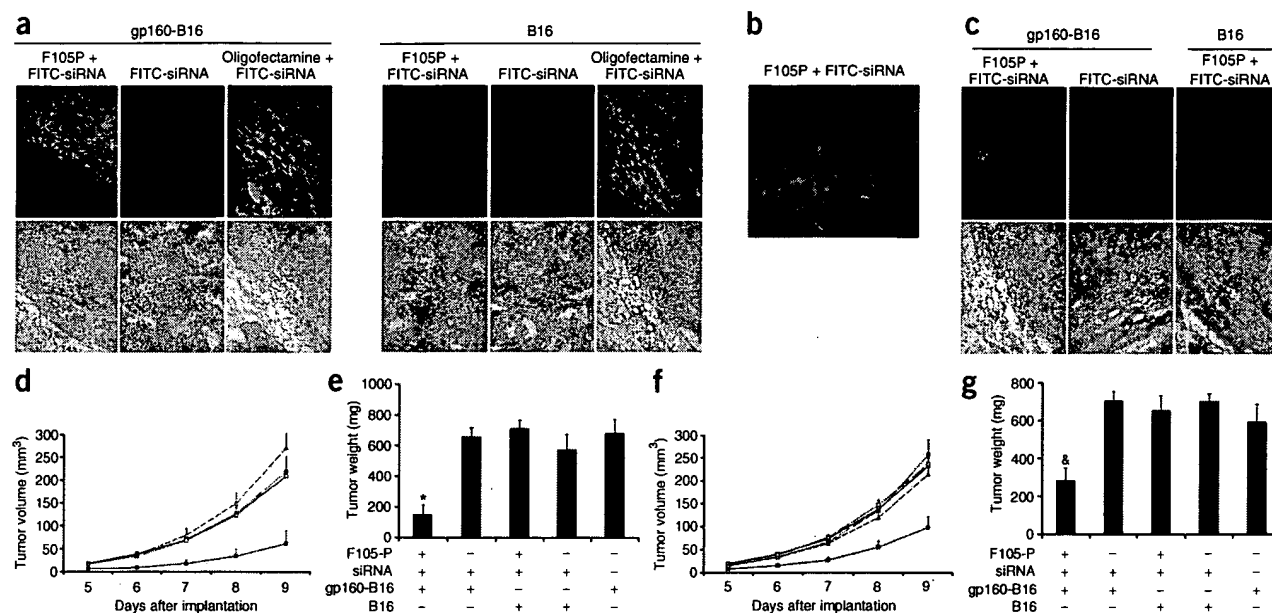 a
gp160-B16
B16
F105P +
FITC-siRNA
FITC-siRNA
Oligofectamine +
FITC-siRNA
F105P +
FITC-siRNA
FITC-siRNA
Oligofectamine +
FITC-siRNA
b
F105P + FITC-siRNA
c
gp160-B16
B16
F105P +
FITC-siRNA
FITC-siRNA
F105P +
FITC-siRNA
d
Tumor volume (mm3)
300
250
200
150
100
50
0
5 6 7 8 9
Days after implantation
e
Tumor weight (mg)
1000
800
600
400
200
0
*
F105-P + − + − −
siRNA + + + + −
gp160-B16 + + − − +
B16 − − + + −
f
Tumor volume (mm3)
300
250
200
150
100
50
0
5 6 7 8 9
Days after implantation
g
Tumor weight (mg)
800
600
400
200
0
&
F105-P + − + − −
siRNA + + + + −
gp160-B16 + + − − +
B16 − − + + −